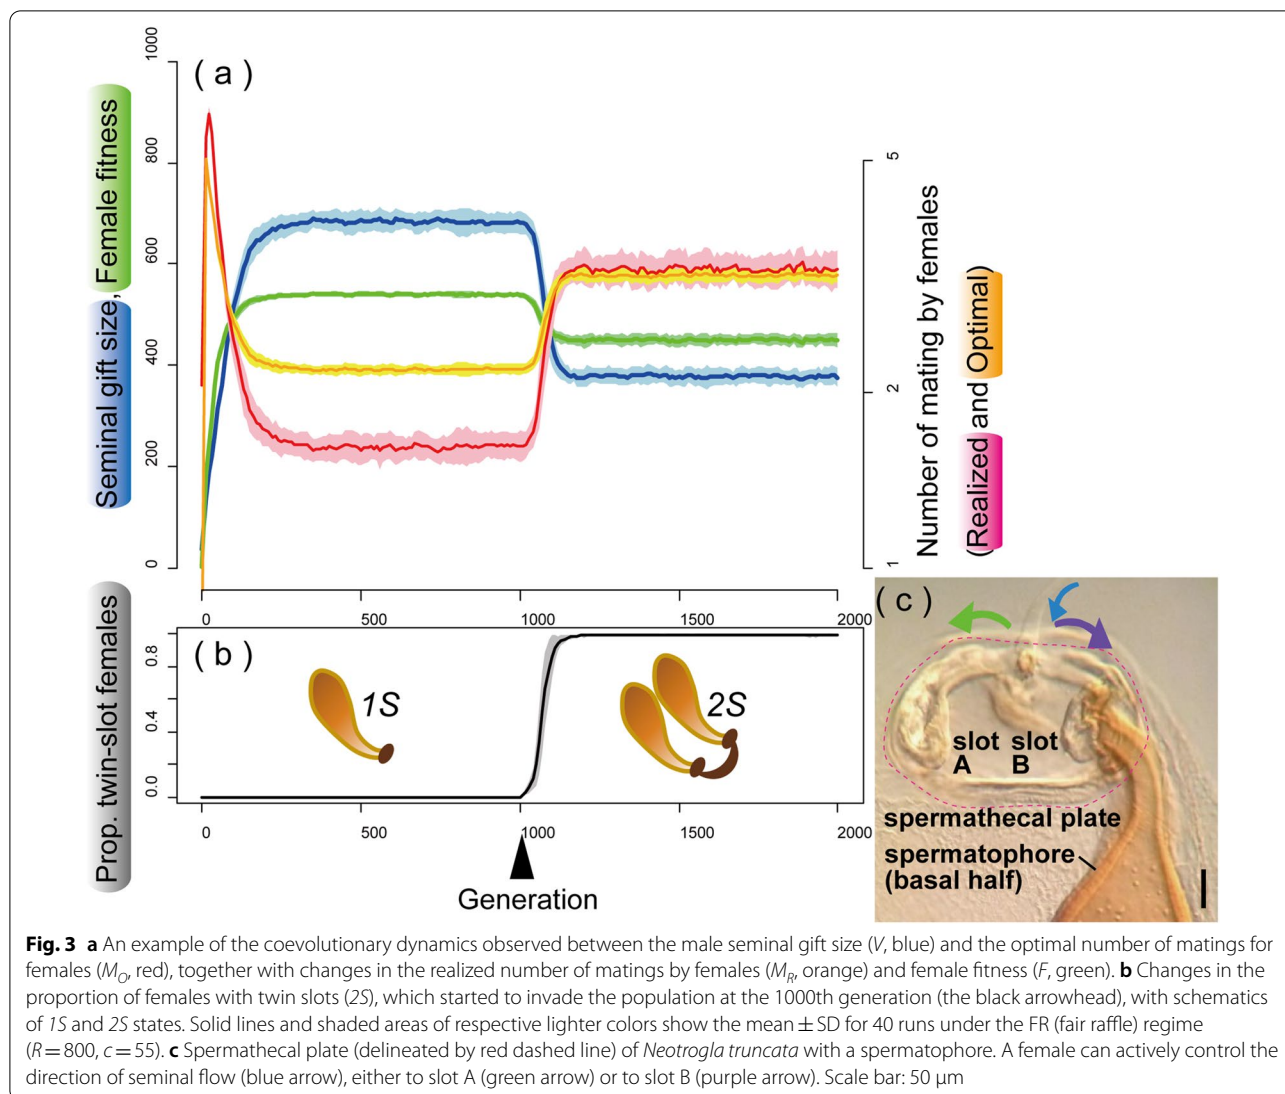 ( a )
1000
800
600
400
200
0
Seminal gift size, Female fitness
5
2
1
Number of mating by females
(Realized and Optimal)
0 500 1000 1500 2000
( b )
0.8
0.4
0.0
Prop. twin-slot females
1S
2S
0 500 1000 1500 2000
Generation
( c )
slot slot
A B
spermathecal plate
spermatophore
(basal half)
Fig. 3 a An example of the coevolutionary dynamics observed between the male seminal gift size (V, blue) and the optimal number of matings for
females (M_O, red), together with changes in the realized number of matings by females (M_R, orange) and female fitness (F, green). b Changes in the
proportion of females with twin slots (2S), which started to invade the population at the 1000th generation (the black arrowhead), with schematics
of 1S and 2S states. Solid lines and shaded areas of respective lighter colors show the mean ± SD for 40 runs under the FR (fair raffle) regime
(R = 800, c = 55). c Spermathecal plate (delineated by red dashed line) of Neotrogla truncata with a spermatophore. A female can actively control the
direction of seminal flow (blue arrow), either to slot A (green arrow) or to slot B (purple arrow). Scale bar: 50 μm